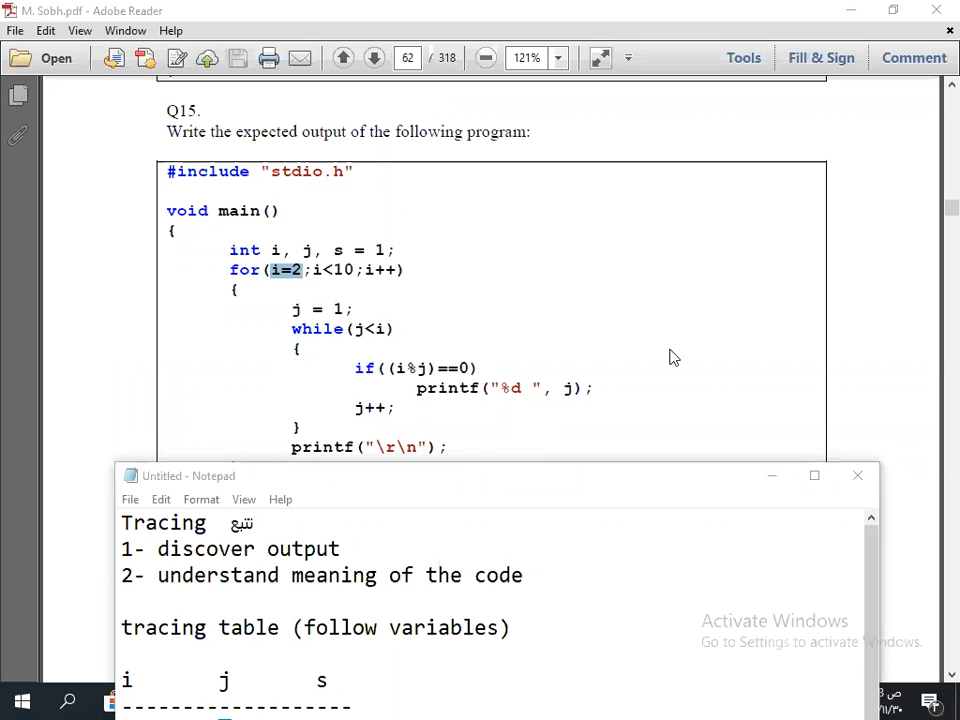 M. Sobh.pdf - Adobe Reader
File Edit View Window Help
Open 62 / 318 121% Tools Fill & Sign Comment
Q15.
Write the expected output of the following program:
#include "stdio.h"
void main()
{
int i, j, s = 1;
for(i=2;i<10;i++)
{
j = 1;
while(j<i)
{
if((i%j)==0)
printf("%d ", j);
j++;
}
printf("\r\n");
Untitled - Notepad
File Edit Format View Help
Tracing تتبع
1- discover output
2- understand meaning of the code
tracing table (follow variables)
i j s
-------------------
Activate Windows
Go to Settings to activate Windows.